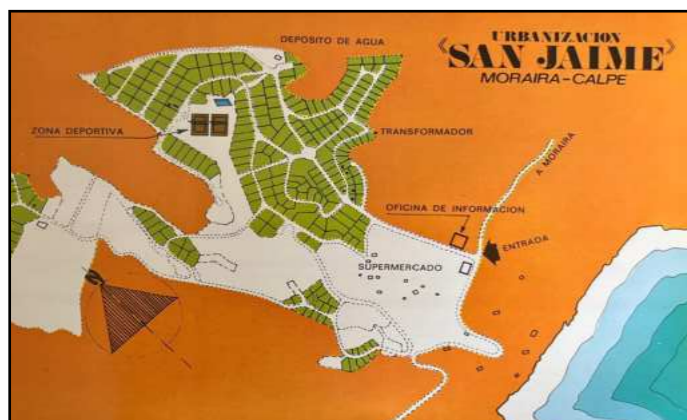 URBANIZACION
《SAN JAIME》
MORAIRA-CALPE
DEPOSITO DE AGUA
ZONA DEPORTIVA
TRANSFORMADOR
A MORAIRA
OFICINA DE INFORMACION
ENTRADA
SUPERMERCADO